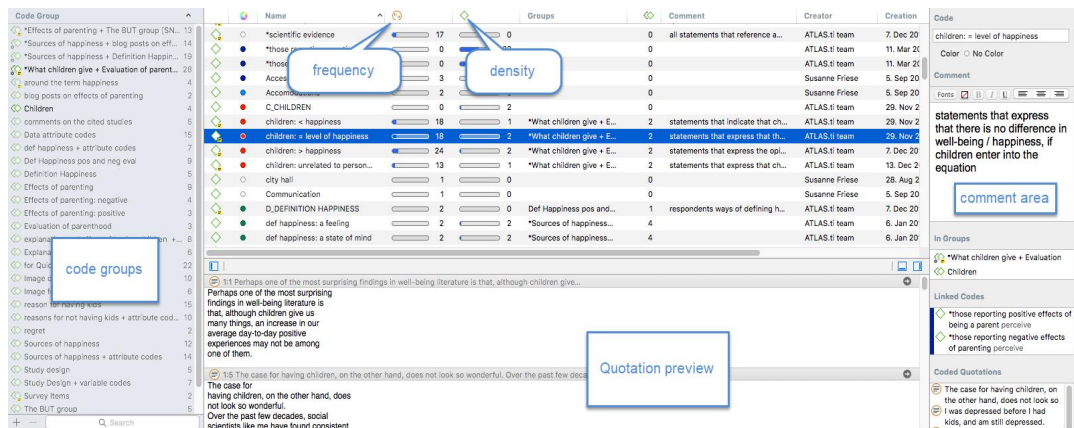 Code Group
*Effects of parenting + The BUT group [SN... 13
*Sources of happiness + blog posts on eff... 14
*Sources of happiness + Definition Happin... 19
*What children give + Evaluation of parent... 28
around the term happiness 4
blog posts on effects of parenting 2
Children 4
comments on the cited studies 5
Data attribute codes 15
def happiness + attribute codes 7
Def Happiness pos and neg eval 9
Definition Happiness 5
Effects of parenting 9
Effects of parenting: negative 4
Effects of parenting: positive 3
Evaluation of parenthood 3
8
Explana 6
for Quic 22
Image 10
Image 6
reason for having kids 15
reasons for not having kids + attribute cod... 10
regret 2
Sources of happiness 12
Sources of happiness + attribute codes 14
Study design 5
Study Design + variable codes 7
Survey Items 2
The BUT group 5
Search
code groups
Name Groups Comment Creator Creation
*scientific evidence 17 0 0 all statements that reference a... ATLAS.ti team 7. Dec 20
*those 0 0 ATLAS.ti team 11. Mar 20
*those 0 0 ATLAS.ti team 11. Mar 20
Acces 3 0 Susanne Friese 5. Sep 20
Accommo 2 0 Susanne Friese 5. Sep 20
C_CHILDREN 0 2 0 ATLAS.ti team 29. Nov 2
children: < happiness 18 1 *What children give + E... 2 statements that indicate that ch... ATLAS.ti team 29. Nov 2
children: = level of happiness 18 2 *What children give + E... 2 statements that express that th... ATLAS.ti team 29. Nov 2
children: > happiness 24 2 *What children give + E... 2 statements that express the opi... ATLAS.ti team 7. Dec 20
children: unrelated to person... 13 1 *What children give + E... 2 statements that express that ch... ATLAS.ti team 13. Dec 2
city hall 1 0 0 Susanne Friese 28. Aug 2
Communication 1 0 0 Susanne Friese 5. Sep 20
D_DEFINITION HAPPINESS 2 0 Def Happiness pos and... 1 respondents ways of defining h... ATLAS.ti team 7. Dec 20
def happiness: a feeling 2 2 *Sources of happiness... 4 ATLAS.ti team 6. Jan 20
def happiness: a state of mind 2 2 *Sources of happiness... 4 ATLAS.ti team 6. Jan 20
frequency
density
1:1 Perhaps one of the most surprising findings in well-being literature is that, although children give...
Perhaps one of the most surprising
findings in well-being literature is
that, although children give us
many things, an increase in our
average day-to-day positive
experiences may not be among
one of them.
1:5 The case for having children, on the other hand, does not look so wonderful. Over the past few deca
The case for
having children, on the other hand, does
not look so wonderful.
Over the past few decades, social
scientists like me have found consistent
Quotation preview
Code
children: = level of happiness
Color No Color
Comment
Fonts B I U
statements that express
that there is no difference in
well-being / happiness, if
children enter into the
equation
comment area
In Groups
*What children give + Evaluation
Children
Linked Codes
*those reporting positive effects of
being a parent perceive
*those reporting negative effects
of parenting perceive
Coded Quotations
The case for having children, on
the other hand, does not look so
I was depressed before I had
kids, and am still depressed.